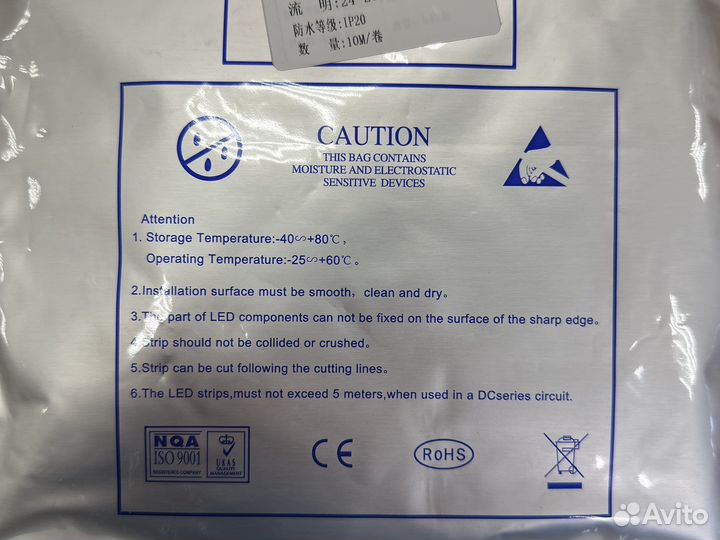 流 明:24-2
防水等级:IP20
数 量:10M/卷
CAUTION
THIS BAG CONTAINS
MOISTURE AND ELECTROSTATIC
SENSITIVE DEVICES
Attention
1. Storage Temperature:-40∽+80℃,
Operating Temperature:-25∽+60℃。
2.Installation surface must be smooth, clean and dry。
3.The part of LED components can not be fixed on the surface of the sharp edge。
4.Strip should not be collided or crushed。
5.Strip can be cut following the cutting lines。
6.The LED strips,must not exceed 5 meters,when used in a DCseries circuit.
NQA
ISO 9001
REGISTERED COMPANY
UKAS
QUALITY
MANAGEMENT
CE
RoHS
Avito